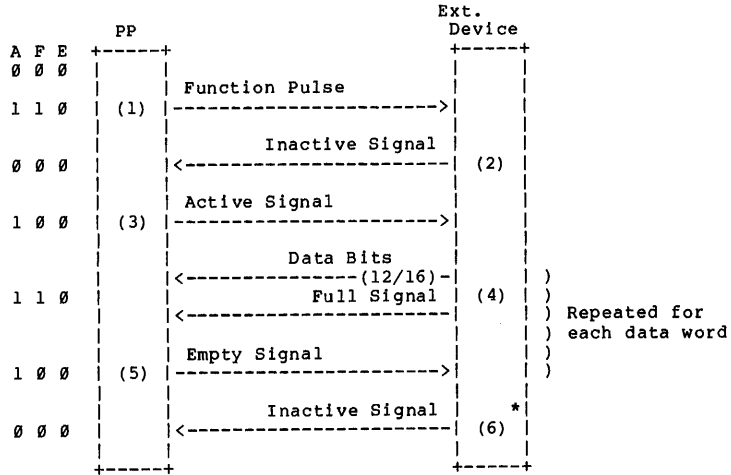 Ext.
PP Device
A F E +-----+ +-----+
Ø Ø Ø | | | |
Function Pulse
1 1 Ø | (1) |----------------------->| |
Inactive Signal
Ø Ø Ø | |<-----------------------| (2) |
Active Signal
1 Ø Ø | (3) |----------------------->| |
Data Bits
<---------------(12/16)-| | )
1 1 Ø Full Signal | (4) | )
<----------------------- ) Repeated for
) each data word
Empty Signal )
1 Ø Ø | (5) |----------------------->| | )
Inactive Signal *
Ø Ø Ø | |<-----------------------| (6) |
+-----+ +-----+